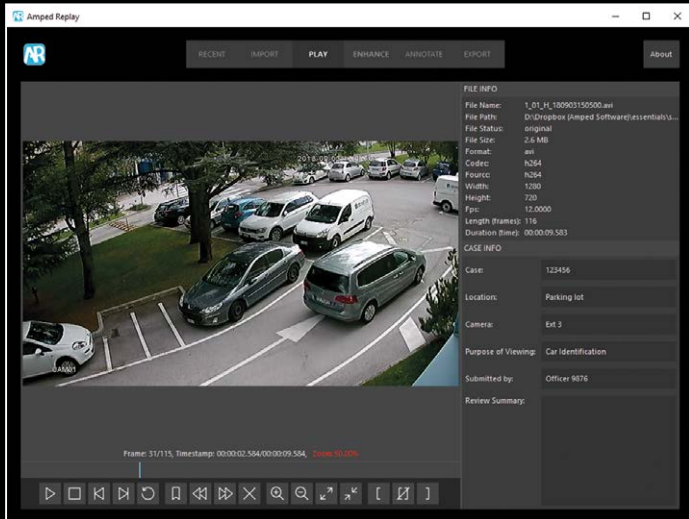 Amped Replay
AR
RECENT IMPORT PLAY ENHANCE ANNOTATE EXPORT
About
FILE INFO
File Name: 1_01_H_180903150500.avi
File Path: D:\Dropbox (Amped Software)\essentials\s...
File Status: original
File Size: 2.6 MB
Format: avi
Codec: h264
Fourcc: h264
Width: 1280
Height: 720
Fps: 12.0000
Length (frames): 116
Duration (time): 00:00:09.583
CASE INFO
Case: 123456
Location: Parking lot
Camera: Ext 3
Purpose of Viewing: Car Identification
Submitted by: Officer 9876
Review Summary:
CAM01
Frame: 31/115, Timestamp: 00:00:02.584/00:00:09.584, Zoom 50.00%